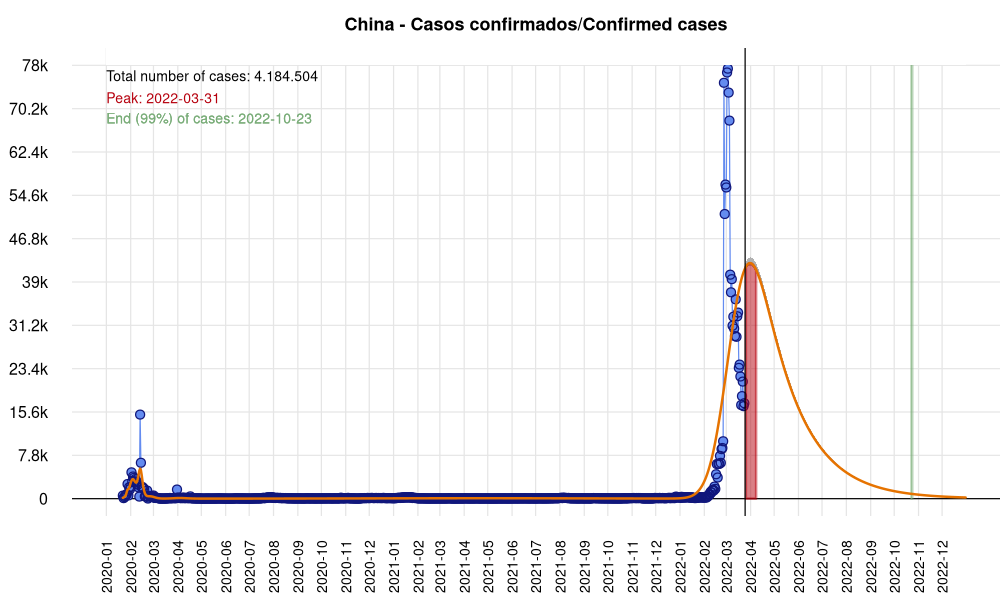 China - Casos confirmados/Confirmed cases
Total number of cases: 4.184.504
Peak: 2022-03-31
End (99%) of cases: 2022-10-23
78k
70.2k
62.4k
54.6k
46.8k
39k
31.2k
23.4k
15.6k
7.8k
0
2020-01
2020-02
2020-03
2020-04
2020-05
2020-06
2020-07
2020-08
2020-09
2020-10
2020-11
2020-12
2021-01
2021-02
2021-03
2021-04
2021-05
2021-06
2021-07
2021-08
2021-09
2021-10
2021-11
2021-12
2022-01
2022-02
2022-03
2022-04
2022-05
2022-06
2022-07
2022-08
2022-09
2022-10
2022-11
2022-12